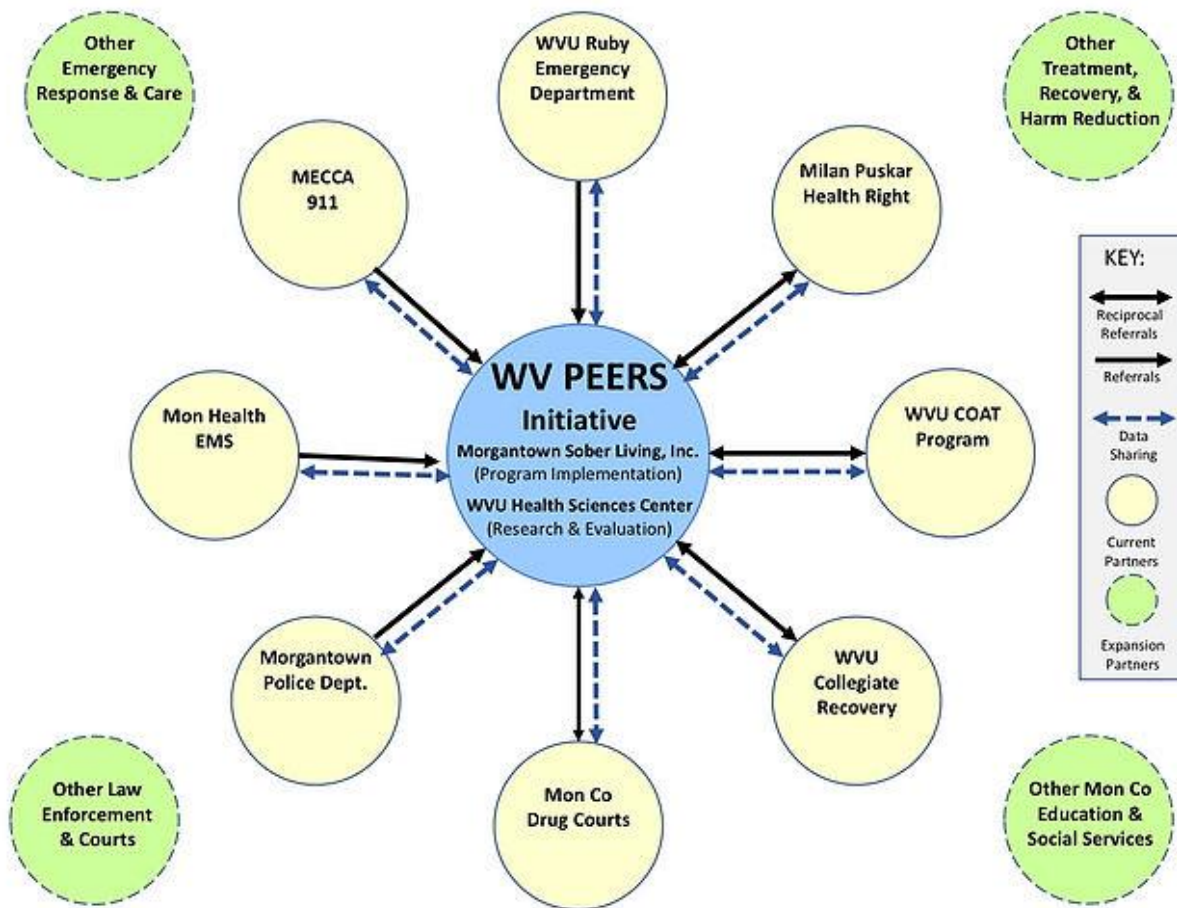 Other
Emergency
Response & Care
WVU Ruby
Emergency
Department
Other
Treatment,
Recovery, &
Harm Reduction
MECCA
911
Milan Puskar
Health Right
KEY:
Reciprocal
Referrals
Referrals
Data
Sharing
Current
Partners
Expansion
Partners
WV PEERS
Initiative
Morgantown Sober Living, Inc.
(Program Implementation)
WVU Health Sciences Center
(Research & Evaluation)
Mon Health
EMS
WVU COAT
Program
Morgantown
Police Dept.
WVU
Collegiate
Recovery
Other Law
Enforcement
& Courts
Mon Co
Drug Courts
Other Mon Co
Education &
Social Services